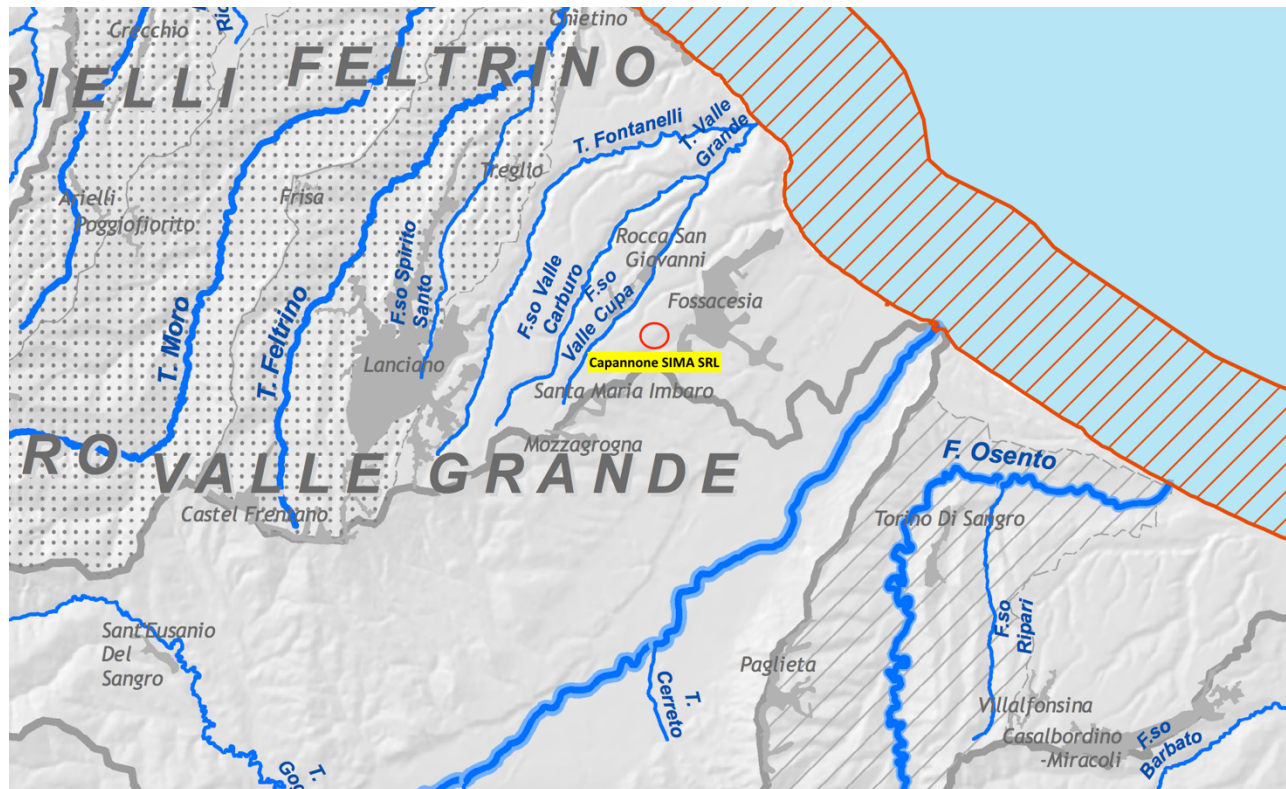 Crecchio
Ric
Chietino
RIELLI
FELTRINO
T. Fontanelli
T. Valle
Grande
Treglio
Arielli
Poggiofiorito
Frisa
F.so Spirito
Santo
Rocca San
Giovanni
F.so Valle
Carburo
F.so
Valle Cupa
Fossacesia
T. Moro
T. Feltrino
Lanciano
Capannone SIMA SRL
Santa Maria Imbaro
Mozzagrogna
RO
VALLE GRANDE
Castel Frentano
F. Osento
Torino Di Sangro
F.so
Ripari
Sant'Eusanio
Del
Sangro
Paglieta
T.
Cerreto
Villalfonsina
Casalbordino
-Miracoli
F.so
Barbato
T.
Gog